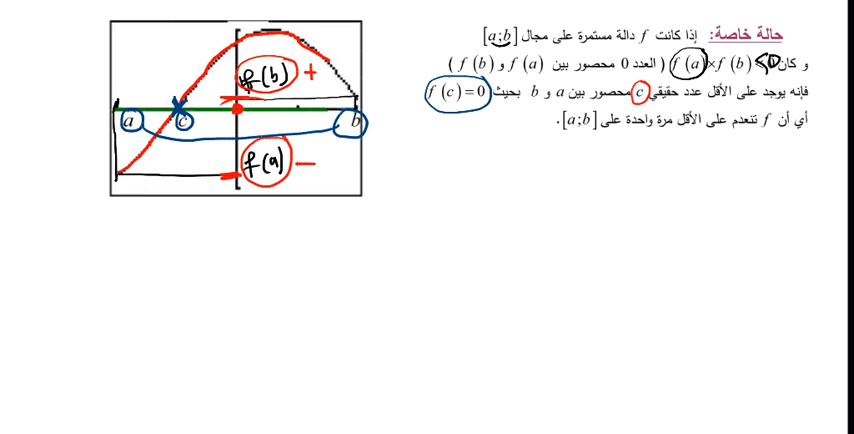 حالة خاصة: إذا كانت f دالة مستمرة على مجال [a;b]
و كان f(a)×f(b)<0 ( العدد 0 محصور بين f(a) و f(b) )
فإنه يوجد على الأقل عدد حقيقي c محصور بين a و b بحيث f(c)=0
أي أن f تنعدم على الأقل مرة واحدة على [a;b].
f(b) +
a c b
f(a) −